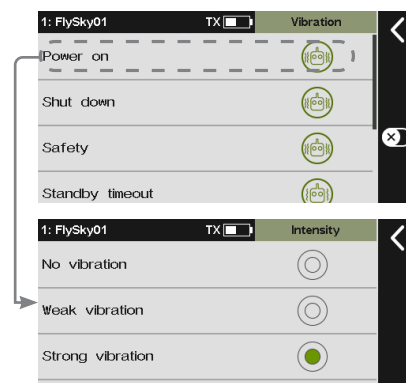 1: FlySky01 TX Vibration
Power on
Shut down
Safety
Standby timeout
1: FlySky01 TX Intensity
No vibration
Weak vibration
Strong vibration